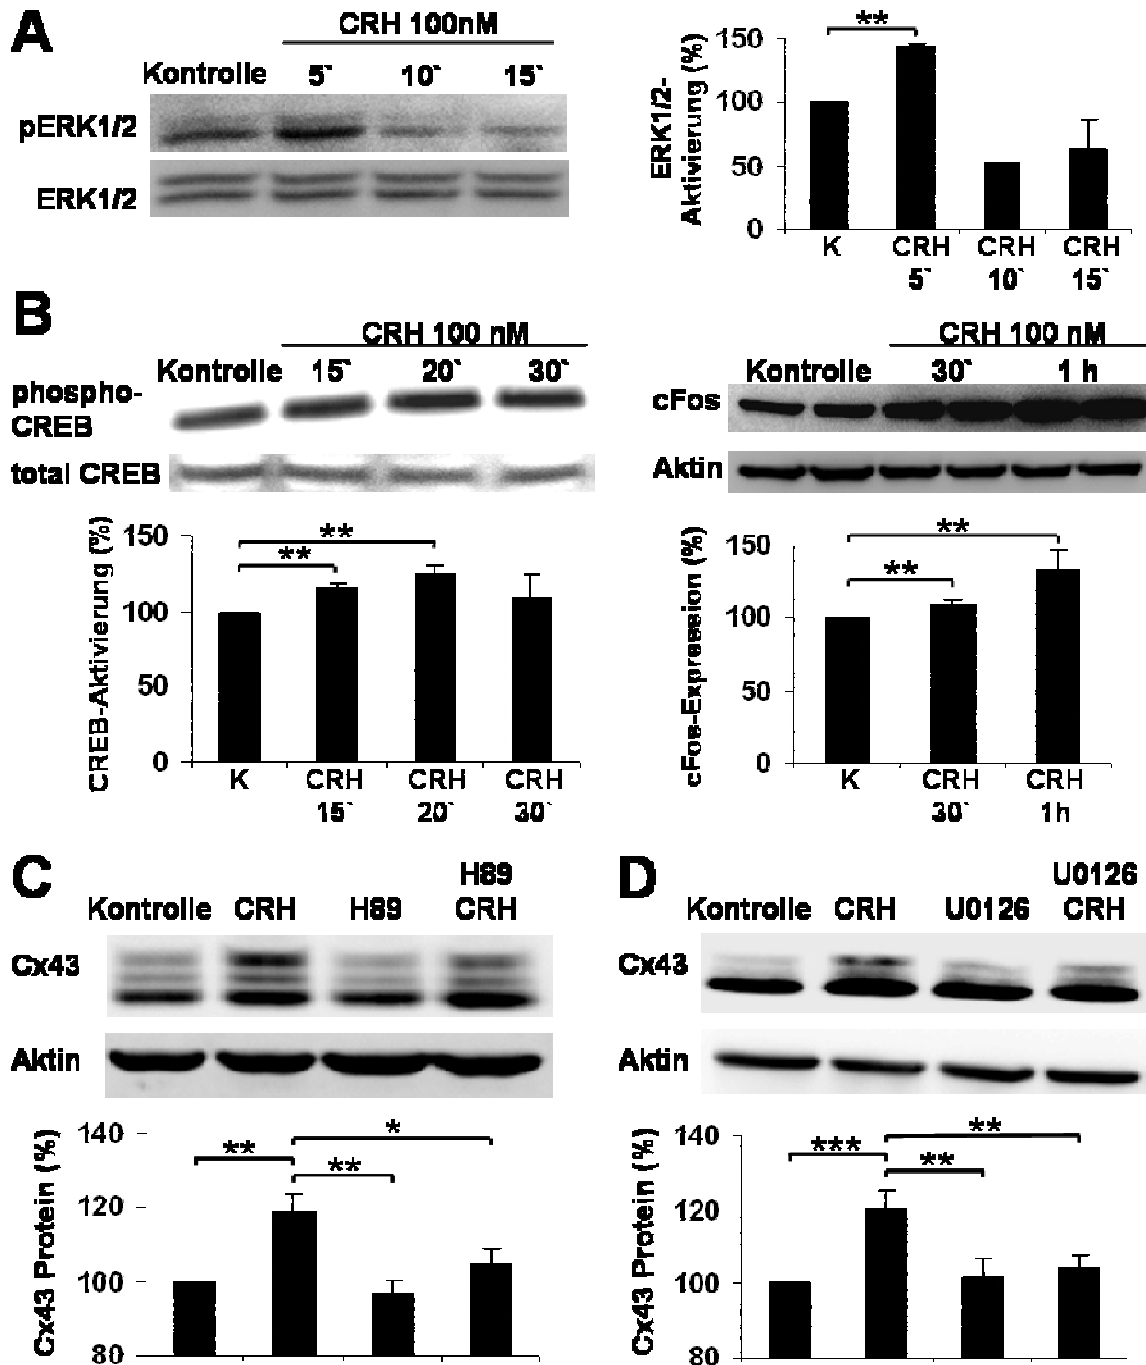 A
CRH 100nM
Kontrolle 5` 10` 15`
pERK1/2
ERK1/2
ERK1/2-
Aktivierung (%)
150
100
50
0
**
K CRH CRH CRH
5` 10` 15`
B
CRH 100 nM
Kontrolle 15` 20` 30`
phospho-
CREB
total CREB
CREB-Aktivierung (%)
150
100
50
0
**
**
K CRH CRH CRH
15` 20` 30`
CRH 100 nM
Kontrolle 30` 1 h
cFos
Aktin
cFos-Expression (%)
150
100
50
0
**
**
K CRH CRH
30` 1h
C
H89
Kontrolle CRH H89 CRH
Cx43
Aktin
Cx43 Protein (%)
140
120
100
80
*
**
**
D
U0126
Kontrolle CRH U0126 CRH
Cx43
Aktin
Cx43 Protein (%)
140
120
100
80
**
***
**